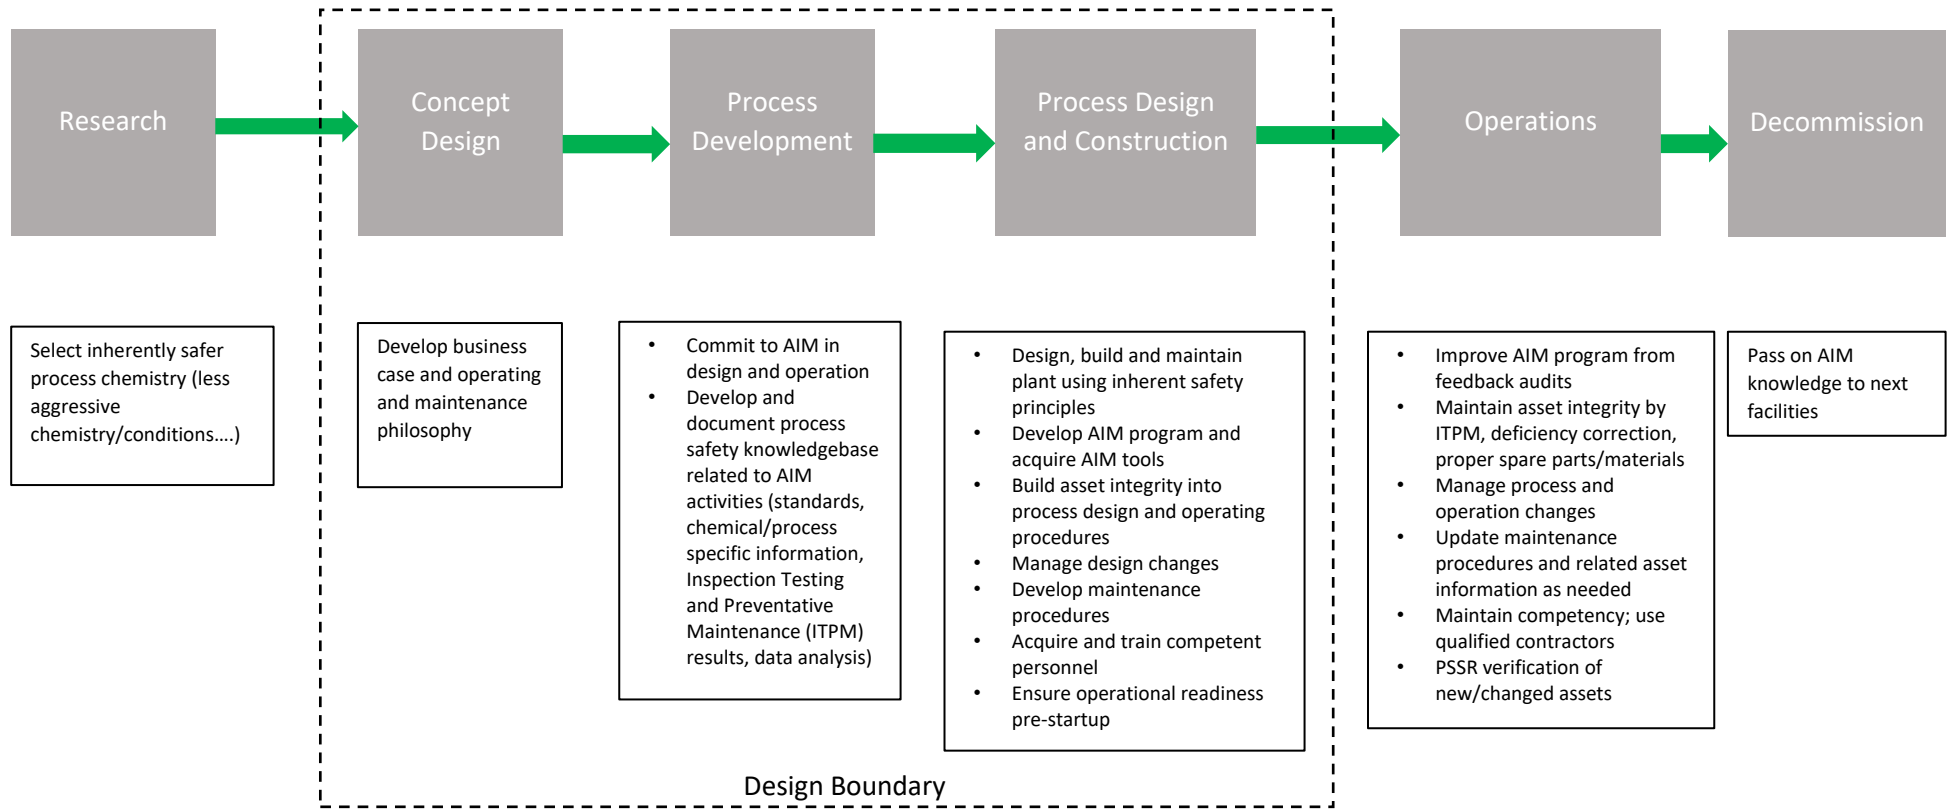 Research
Concept
Design
Process
Development
Process Design
and Construction
Operations
Decommission
Select inherently safer
process chemistry (less
aggressive
chemistry/conditions….)
Develop business
case and operating
and maintenance
philosophy
• Commit to AIM in
design and operation
• Develop and
document process
safety knowledgebase
related to AIM
activities (standards,
chemical/process
specific information,
Inspection Testing
and Preventative
Maintenance (ITPM)
results, data analysis)
• Design, build and maintain
plant using inherent safety
principles
• Develop AIM program and
acquire AIM tools
• Build asset integrity into
process design and operating
procedures
• Manage design changes
• Develop maintenance
procedures
• Acquire and train competent
personnel
• Ensure operational readiness
pre-startup
• Improve AIM program from
feedback audits
• Maintain asset integrity by
ITPM, deficiency correction,
proper spare parts/materials
• Manage process and
operation changes
• Update maintenance
procedures and related asset
information as needed
• Maintain competency; use
qualified contractors
• PSSR verification of
new/changed assets
Pass on AIM
knowledge to next
facilities
Design Boundary